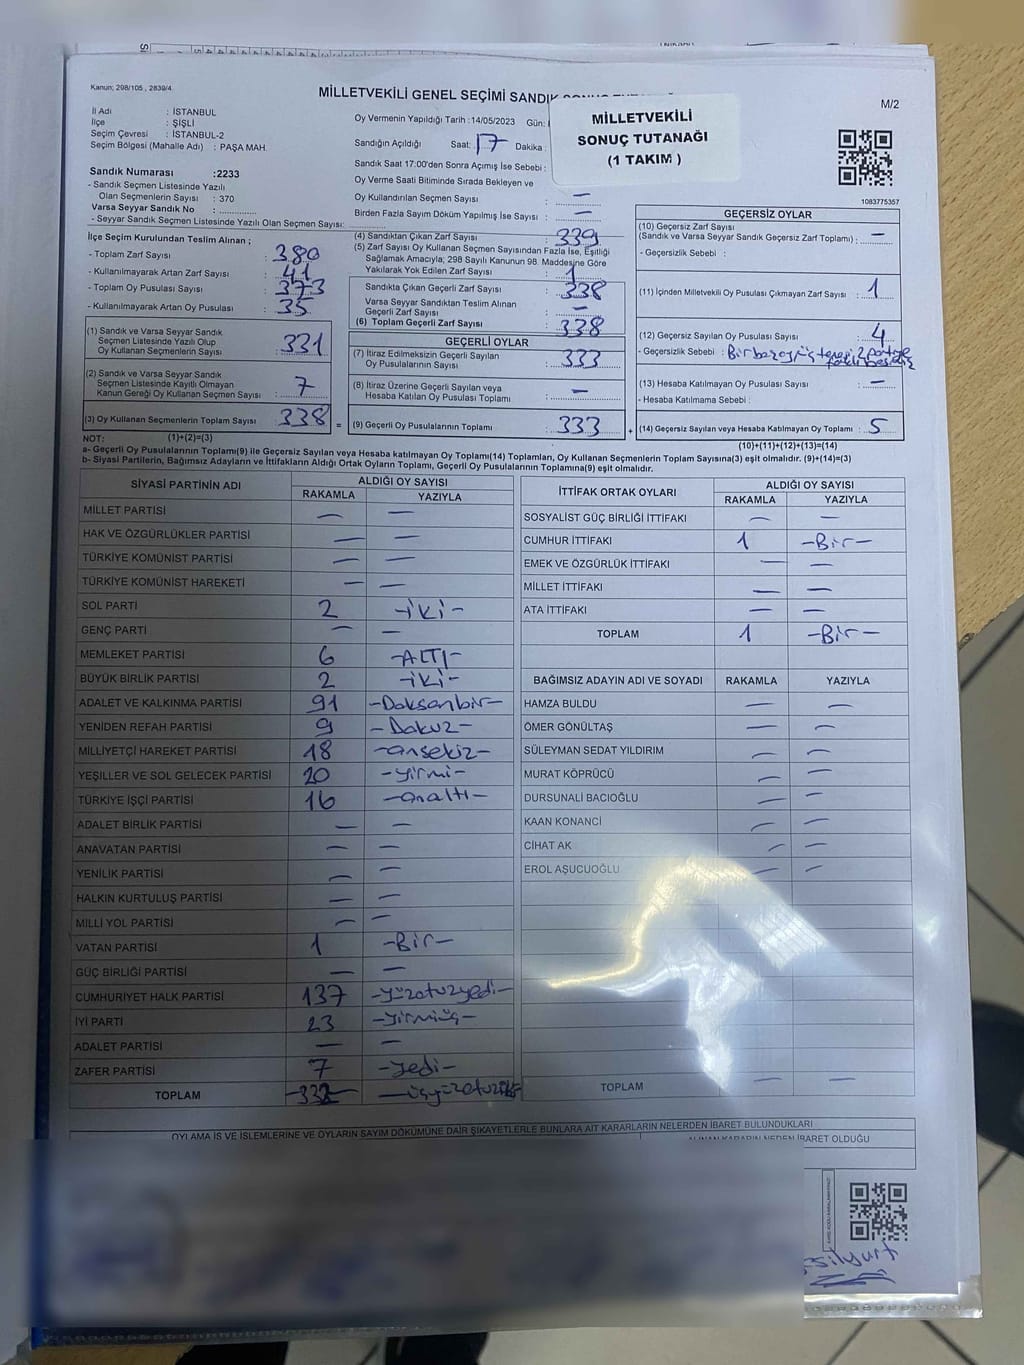 Kanun; 298/105 , 2839/4
MİLLETVEKİLİ GENEL SEÇİMİ SANDIK
M/2
MİLLETVEKİLİ
SONUÇ TUTANAĞI
(1 TAKIM )
İl Adı : İSTANBUL
İlçe : ŞİŞLİ
Seçim Çevresi : İSTANBUL-2
Seçim Bölgesi (Mahalle Adı) : PAŞA MAH.
Sandık Numarası :2233
- Sandık Seçmen Listesinde Yazılı
Olan Seçmenlerin Sayısı : 370
Varsa Seyyar Sandık No :
- Seyyar Sandık Seçmen Listesinde Yazılı Olan Seçmen Sayısı:
Oy Vermenin Yapıldığı Tarih :14/05/2023 Gün:
Sandığın Açıldığı Saat: 17 Dakika :
Sandık Saat 17:00'den Sonra Açımış İse Sebebi :
Oy Verme Saati Bitiminde Sırada Bekleyen ve
Oy Kullandırılan Seçmen Sayısı : —
Birden Fazla Sayım Döküm Yapılmış İse Sayısı : —
1083775357
İlçe Seçim Kurulundan Teslim Alınan ;
- Toplam Zarf Sayısı : 380
- Kullanılmayarak Artan Zarf Sayısı : 41
- Toplam Oy Pusulası Sayısı : 373
- Kullanılmayarak Artan Oy Pusulası : 35
(1) Sandık ve Varsa Seyyar Sandık
Seçmen Listesinde Yazılı Olup
Oy Kullanan Seçmenlerin Sayısı : 331
(2) Sandık ve Varsa Seyyar Sandık
Seçmen Listesinde Kayıtlı Olmayan
Kanun Gereği Oy Kullanan Seçmen Sayısı : 7
(3) Oy Kullanan Seçmenlerin Toplam Sayısı : 338 =
(4) Sandıktan Çıkan Zarf Sayısı : 339
(5) Zarf Sayısı Oy Kullanan Seçmen Sayısından Fazla İse, Eşitliği
Sağlamak Amacıyla; 298 Sayılı Kanunun 98. Maddesine Göre
Yakılarak Yok Edilen Zarf Sayısı : 1
Sandıkta Çıkan Geçerli Zarf Sayısı : 338
Varsa Seyyar Sandıktan Teslim Alınan
Geçerli Zarf Sayısı : —
(6) Toplam Geçerli Zarf Sayısı : 338
GEÇERLİ OYLAR
(7) İtiraz Edilmeksizin Geçerli Sayılan
Oy Pusulalarının Sayısı : 333
(8) İtiraz Üzerine Geçerli Sayılan veya
Hesaba Katılan Oy Pusulası Toplamı : —
(9) Geçerli Oy Pusulalarının Toplamı : 333 +
GEÇERSİZ OYLAR
(10) Geçersiz Zarf Sayısı
(Sandık ve Varsa Seyyar Sandık Geçersiz Zarf Toplamı) : —
- Geçersizlik Sebebi :
(11) İçinden Milletvekili Oy Pusulası Çıkmayan Zarf Sayısı : 1
(12) Geçersiz Sayılan Oy Pusulası Sayısı : 4
- Geçersizlik Sebebi :
(13) Hesaba Katılmayan Oy Pusulası Sayısı : —
- Hesaba Katılmama Sebebi :
(14) Geçersiz Sayılan veya Hesaba Katılmayan Oy Toplamı : 5
NOT: (1)+(2)=(3)
(10)+(11)+(12)+(13)=(14)
a- Geçerli Oy Pusulalarının Toplamı(9) ile Geçersiz Sayılan veya Hesaba katılmayan Oy Toplamı(14) Toplamları, Oy Kullanan Seçmenlerin Toplam Sayısına(3) eşit olmalıdır. (9)+(14)=(3)
b- Siyasi Partilerin, Bağımsız Adayların ve İttifakların Aldığı Ortak Oyların Toplamı, Geçerli Oy Pusulalarının Toplamına(9) eşit olmalıdır.
SİYASİ PARTİNİN ADI ALDIĞI OY SAYISI
RAKAMLA YAZIYLA
MİLLET PARTİSİ — —
HAK VE ÖZGÜRLÜKLER PARTİSİ — —
TÜRKİYE KOMÜNİST PARTİSİ — —
TÜRKİYE KOMÜNİST HAREKETİ — —
SOL PARTİ 2 -iki-
GENÇ PARTİ — —
MEMLEKET PARTİSİ 6 -ALTI-
BÜYÜK BİRLİK PARTİSİ 2 -iki-
ADALET VE KALKINMA PARTİSİ 91 -Doksanbir-
YENİDEN REFAH PARTİSİ 9 -Dokuz-
MİLLİYETÇİ HAREKET PARTİSİ 18 -onsekiz-
YEŞİLLER VE SOL GELECEK PARTİSİ 20 -yirmi-
TÜRKİYE İŞÇİ PARTİSİ 16 -onaltı-
ADALET BİRLİK PARTİSİ — —
ANAVATAN PARTİSİ — —
YENİLİK PARTİSİ — —
HALKIN KURTULUŞ PARTİSİ — —
MİLLİ YOL PARTİSİ — —
VATAN PARTİSİ 1 -Bir-
GÜÇ BİRLİĞİ PARTİSİ — —
CUMHURİYET HALK PARTİSİ 137 -yüzotuzyedi-
İYİ PARTİ 23 -yirmiüç-
ADALET PARTİSİ — —
ZAFER PARTİSİ 7 -yedi-
TOPLAM -332-
İTTİFAK ORTAK OYLARI ALDIĞI OY SAYISI
RAKAMLA YAZIYLA
SOSYALİST GÜÇ BİRLİĞİ İTTİFAKI — —
CUMHUR İTTİFAKI 1 -Bir-
EMEK VE ÖZGÜRLÜK İTTİFAKI — —
MİLLET İTTİFAKI — —
ATA İTTİFAKI — —
TOPLAM 1 -Bir-
BAĞIMSIZ ADAYIN ADI VE SOYADI RAKAMLA YAZIYLA
HAMZA BULDU — —
ÖMER GÖNÜLTAŞ — —
SÜLEYMAN SEDAT YILDIRIM — —
MURAT KÖPRÜCÜ — —
DURSUNALİ BACIOĞLU — —
KAAN KONANCİ — —
CİHAT AK — —
EROL AŞUCUOĞLU — —
TOPLAM — —
OYLAMA İŞ VE İŞLEMLERİNE VE OYLARIN SAYIM DÖKÜMÜNE DAİR ŞİKAYETLERLE BUNLARA AİT KARARLARIN NELERDEN İBARET BULUNDUKLARI
ALINAN KARARIN NEDEN İBARET OLDUĞU